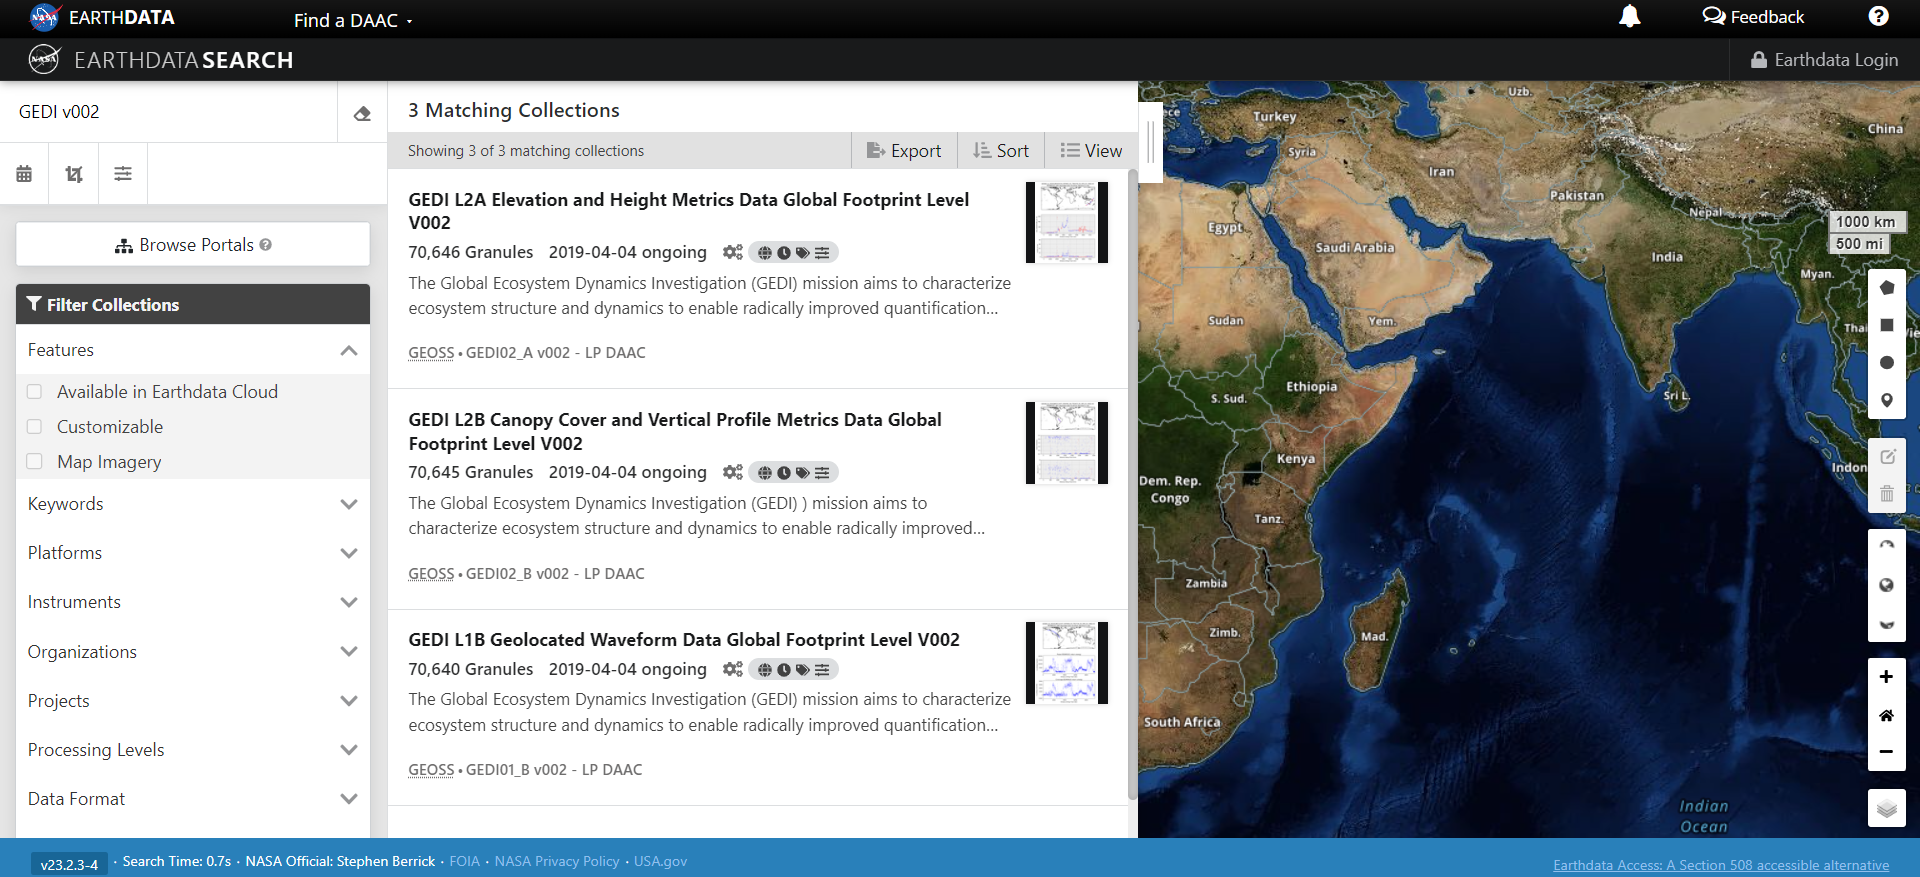 EARTHDATA
Find a DAAC
Feedback
EARTHDATA SEARCH
Earthdata Login
GEDI v002
Browse Portals
Filter Collections
Features
Available in Earthdata Cloud
Customizable
Map Imagery
Keywords
Platforms
Instruments
Organizations
Projects
Processing Levels
Data Format
3 Matching Collections
Showing 3 of 3 matching collections
Export
Sort
View
GEDI L2A Elevation and Height Metrics Data Global Footprint Level
V002
70,646 Granules 2019-04-04 ongoing
The Global Ecosystem Dynamics Investigation (GEDI) mission aims to characterize
ecosystem structure and dynamics to enable radically improved quantification...
GEOSS • GEDI02_A v002 - LP DAAC
GEDI L2B Canopy Cover and Vertical Profile Metrics Data Global
Footprint Level V002
70,645 Granules 2019-04-04 ongoing
The Global Ecosystem Dynamics Investigation (GEDI) ) mission aims to
characterize ecosystem structure and dynamics to enable radically improved...
GEOSS • GEDI02_B v002 - LP DAAC
GEDI L1B Geolocated Waveform Data Global Footprint Level V002
70,640 Granules 2019-04-04 ongoing
The Global Ecosystem Dynamics Investigation (GEDI) mission aims to characterize
ecosystem structure and dynamics to enable radically improved quantification...
GEOSS • GEDI01_B v002 - LP DAAC
Uzb.
ece
Turkey
China
Syria
Iran
Pakistan
Nepal
1000 km
500 mi
Egypt
Saudi Arabia
India
Myan.
Sudan
Yem.
Thai
Vie
Ethiopia
S. Sud.
Sri L.
Kenya
Indon
Dem. Rep.
Congo
Tanz.
Zambia
Zimb.
Mad.
South Africa
Indian
Ocean
v23.2.3-4 · Search Time: 0.7s · NASA Official: Stephen Berrick · FOIA · NASA Privacy Policy · USA.gov
Earthdata Access: A Section 508 accessible alternative